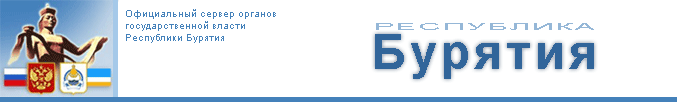 Официальный сервер органов
государственной власти
Республики Бурятия
РЕСПУБЛИКА
Бурятия